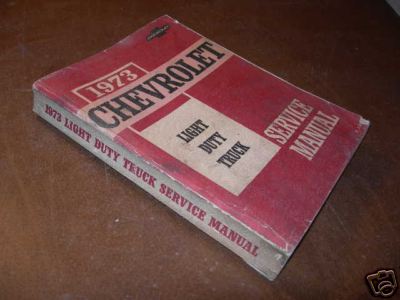 1973
CHEVROLET
LIGHT
DUTY
TRUCK
SERVICE
MANUAL
1973 LIGHT DUTY TRUCK SERVICE MANUAL